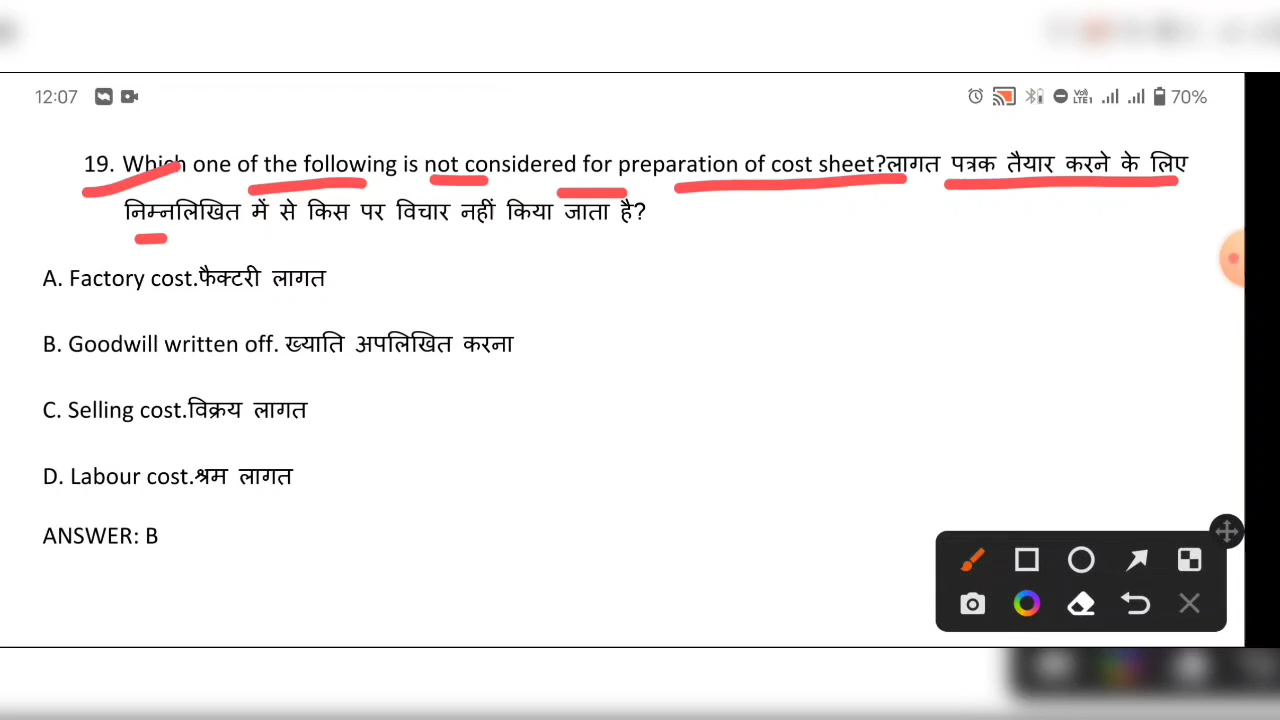 12:07 VoD LTE1 70%
19. Which one of the following is not considered for preparation of cost sheet?लागत पत्रक तैयार करने के लिए
निम्नलिखित में से किस पर विचार नहीं किया जाता है?
A. Factory cost.फैक्टरी लागत
B. Goodwill written off. ख्याति अपलिखित करना
C. Selling cost.विक्रय लागत
D. Labour cost.श्रम लागत
ANSWER: B